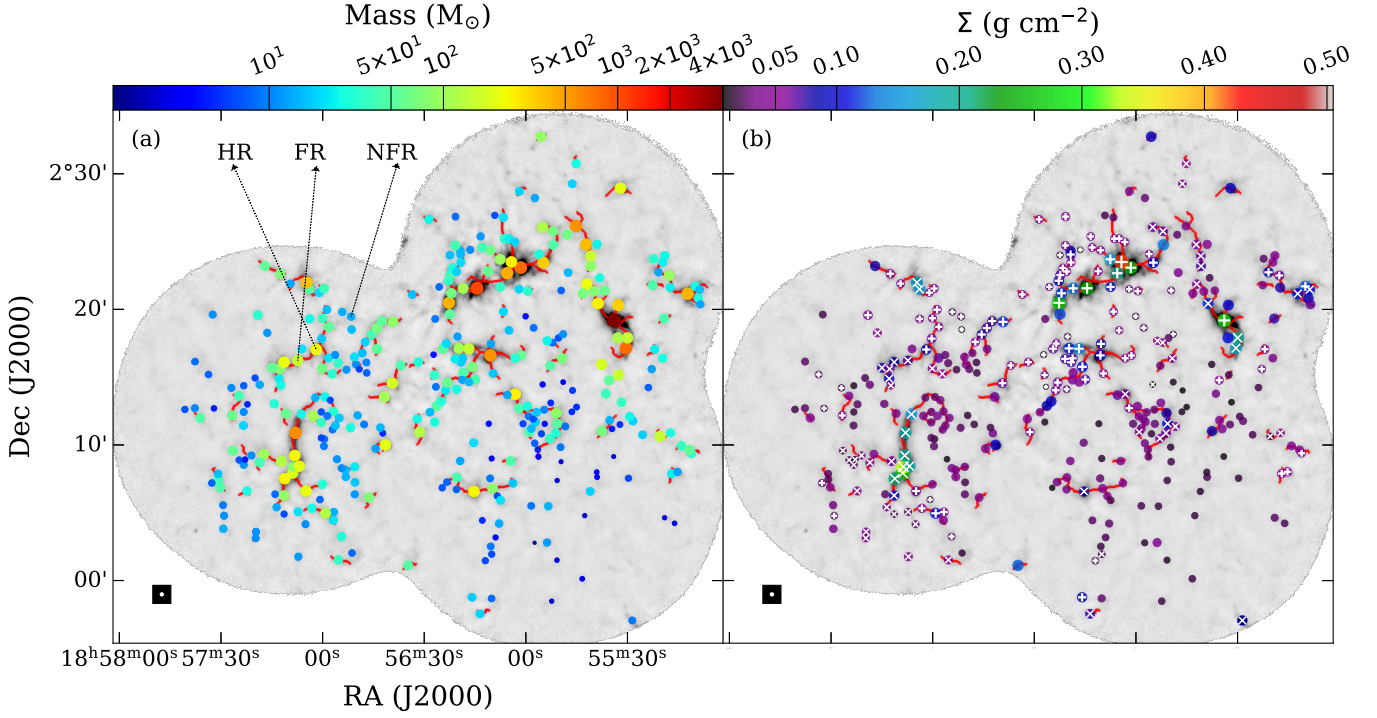 Mass (M⊙)
Σ (g cm⁻²)
10¹ 5×10¹ 10² 5×10² 10³ 2×10³ 4×10³
0.05 0.10 0.20 0.30 0.40 0.50
(a)
(b)
HR FR NFR
2°30'
20'
10'
00'
Dec (J2000)
18ʰ58ᵐ00ˢ 57ᵐ30ˢ 00ˢ 56ᵐ30ˢ 00ˢ 55ᵐ30ˢ
RA (J2000)